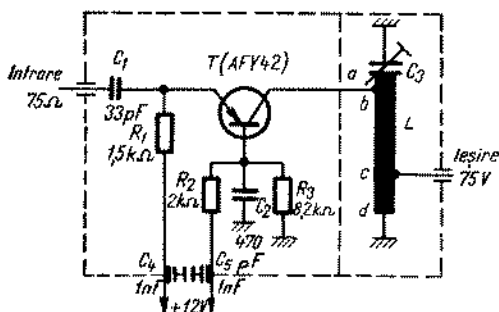 T(AFY42)
C1
a
C3
Intrare
b
75Ω
33pF
L
R1
1,5kΩ
Ieşire
c
75V
R2
2kΩ
C2
R3
8,2kΩ
d
470
C4
C5
pF
1nF
1nF
+12V